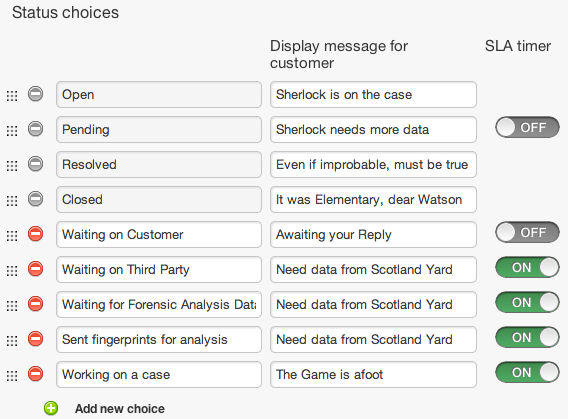 Status choices
Display message for customer
SLA timer
Open
Sherlock is on the case
Pending
Sherlock needs more data
OFF
Resolved
Even if improbable, must be true
Closed
It was Elementary, dear Watson
Waiting on Customer
Awaiting your Reply
OFF
Waiting on Third Party
Need data from Scotland Yard
ON
Waiting for Forensic Analysis Data
Need data from Scotland Yard
ON
Sent fingerprints for analysis
Need data from Scotland Yard
ON
Working on a case
The Game is afoot
ON
Add new choice